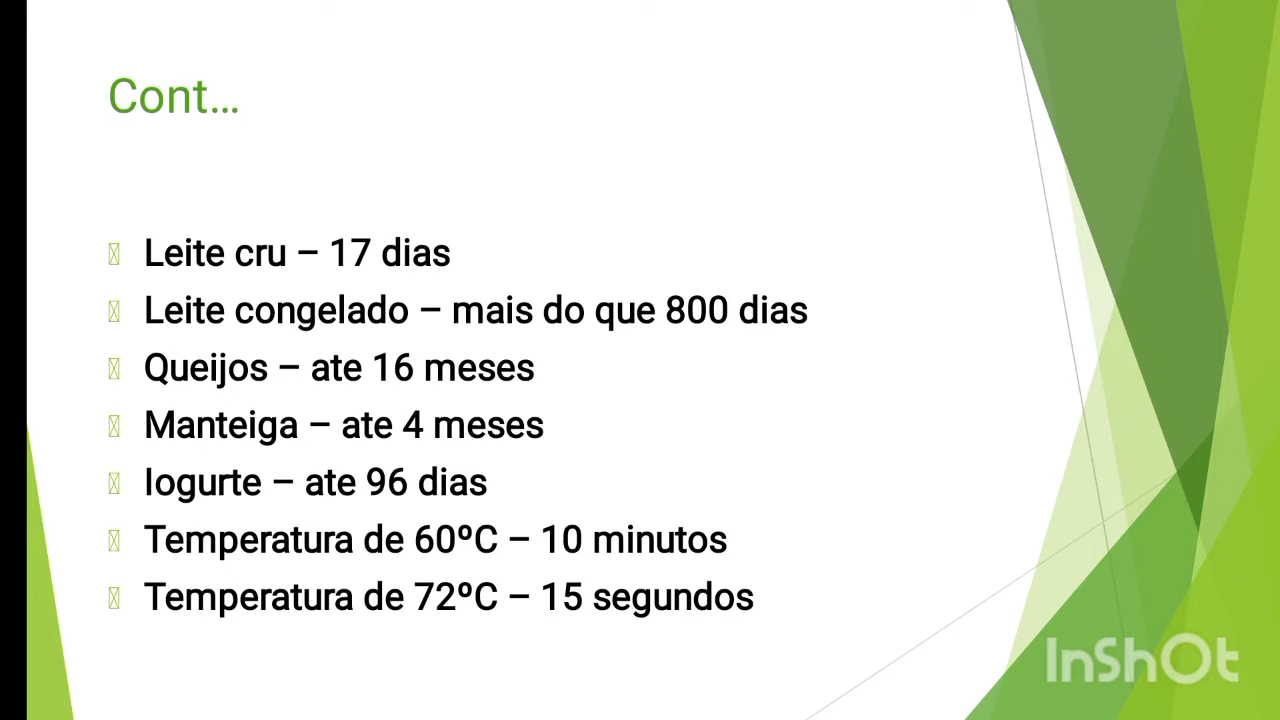 Cont...
Leite cru – 17 dias
Leite congelado – mais do que 800 dias
Queijos – ate 16 meses
Manteiga – ate 4 meses
Iogurte – ate 96 dias
Temperatura de 60ºC – 10 minutos
Temperatura de 72ºC – 15 segundos
InShOt